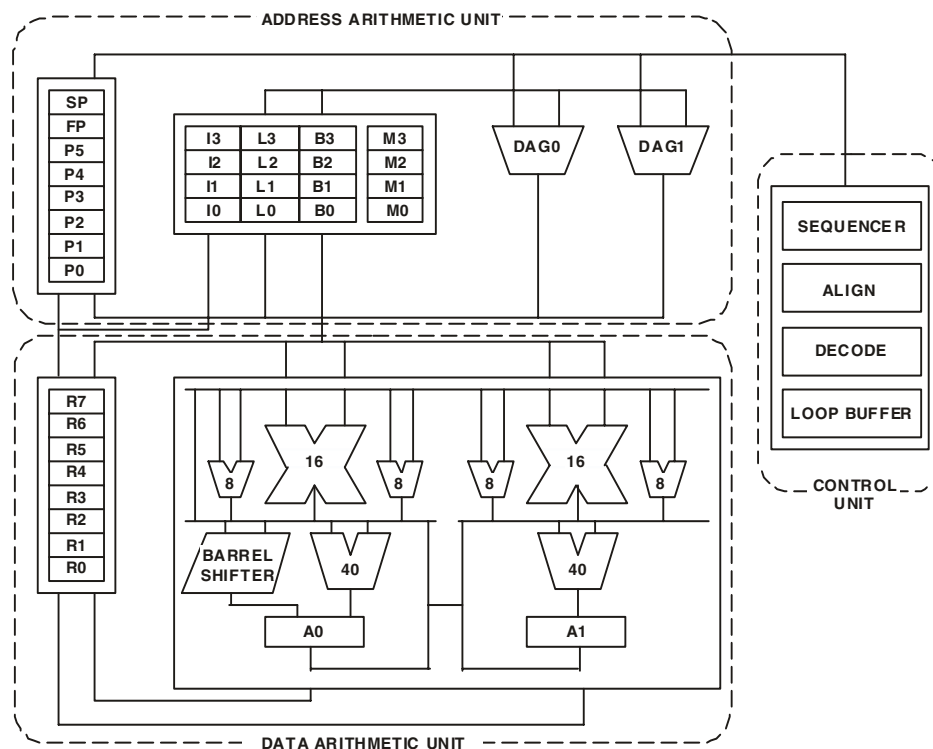 ADDRESS ARITHMETIC UNIT
SP
FP
P5
P4
P3
P2
P1
P0
I3 L3 B3 M3
I2 L2 B2 M2
I1 L1 B1 M1
I0 L0 B0 M0
DAG0 DAG1
SEQUENCER
ALIGN
DECODE
LOOP BUFFER
CONTROL
UNIT
R7
R6
R5
R4
R3
R2
R1
R0
8 16 8 8 16 8
BARREL
SHIFTER
40 40
A0 A1
DATA ARITHMETIC UNIT